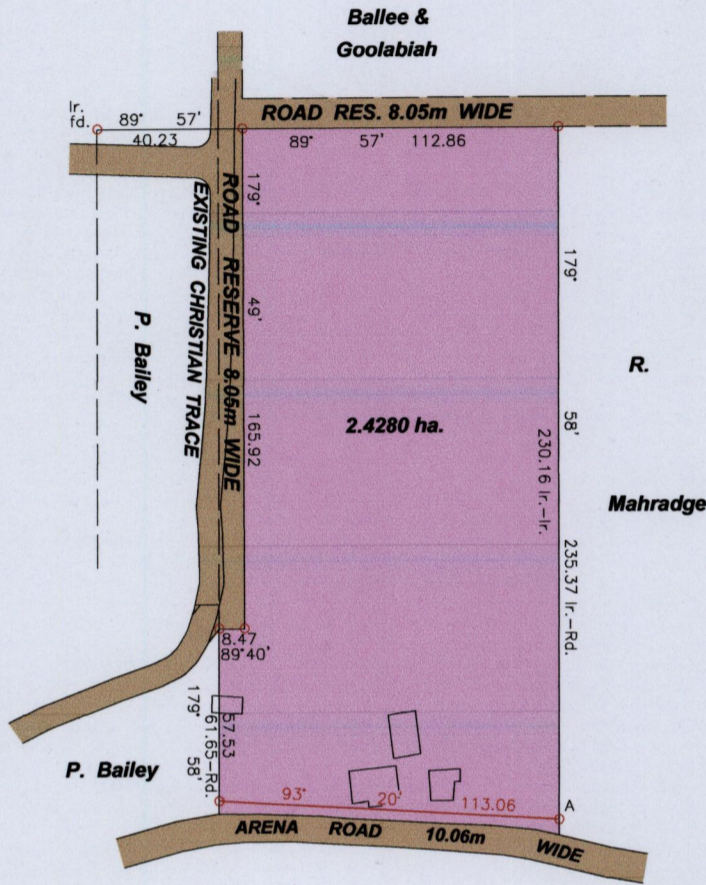 Ballee &
Goolabiah
Ir.
fd.
89° 57'
40.23
ROAD RES. 8.05m WIDE
89° 57' 112.86
179° 49' 165.92
ROAD RESERVE 8.05m WIDE
EXISTING CHRISTIAN TRACE
P. Bailey
179° 58'
230.16 Ir.-Ir.
235.37 Ir.-Rd.
R.
Mahradge
2.4280 ha.
8.47
89°40'
179° 58'
57.53
61.65-Rd.
P. Bailey
93° 20' 113.06
A
ARENA ROAD 10.06m WIDE